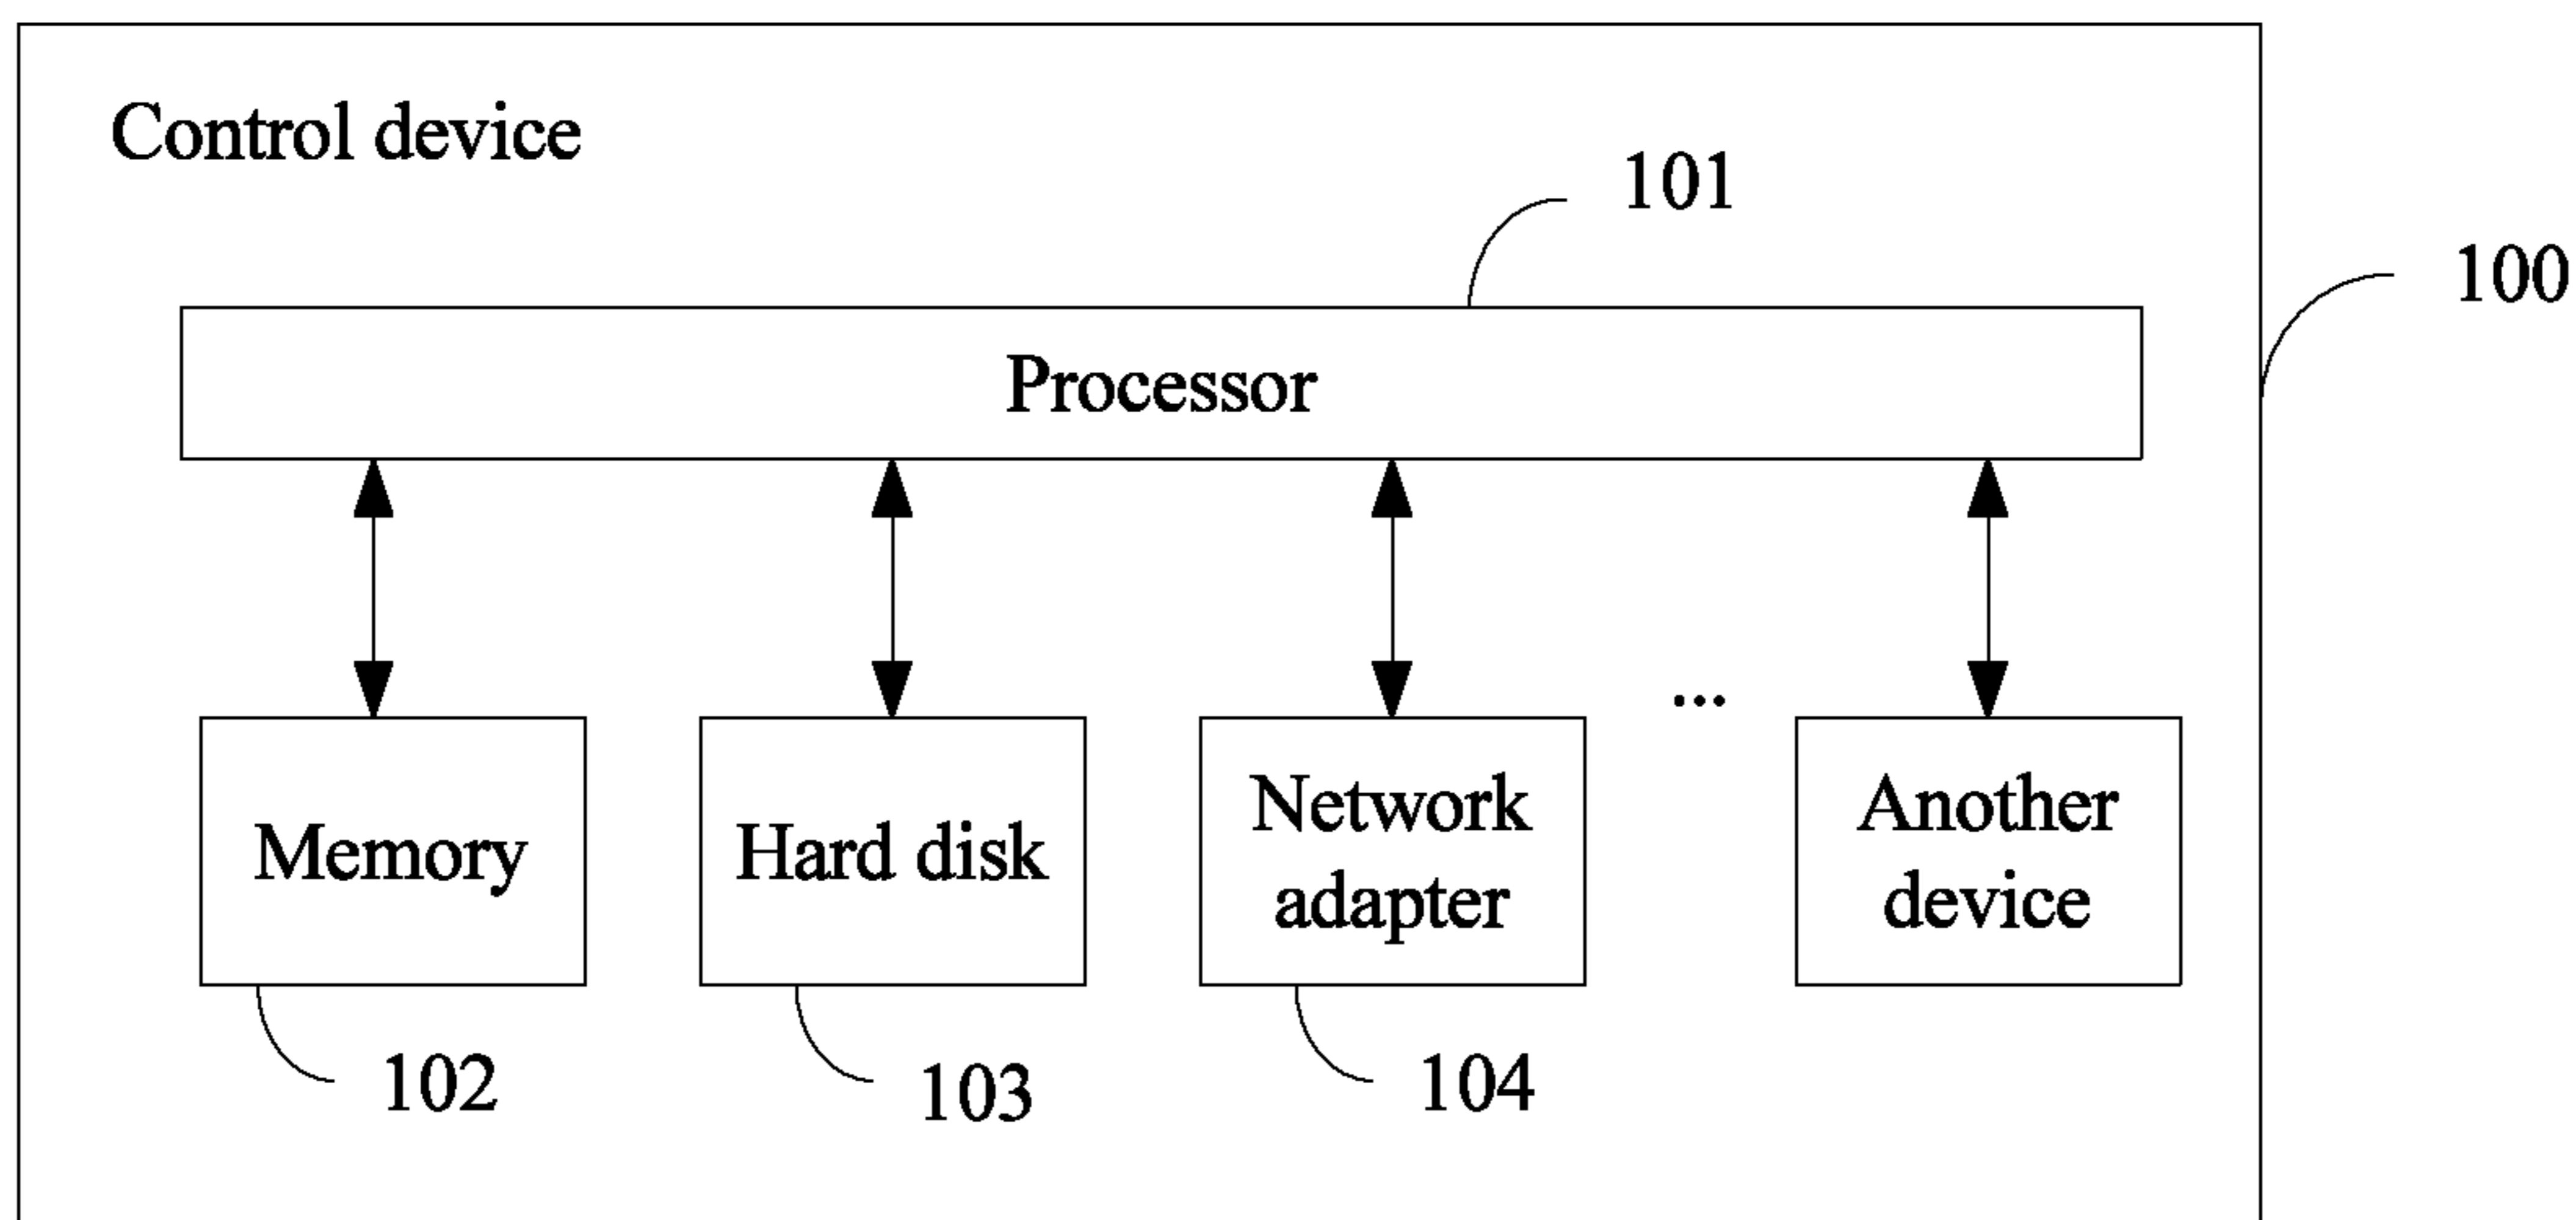 Control device
101
100
Processor
...
Memory
Hard disk
Network
adapter
Another
device
102
103
104